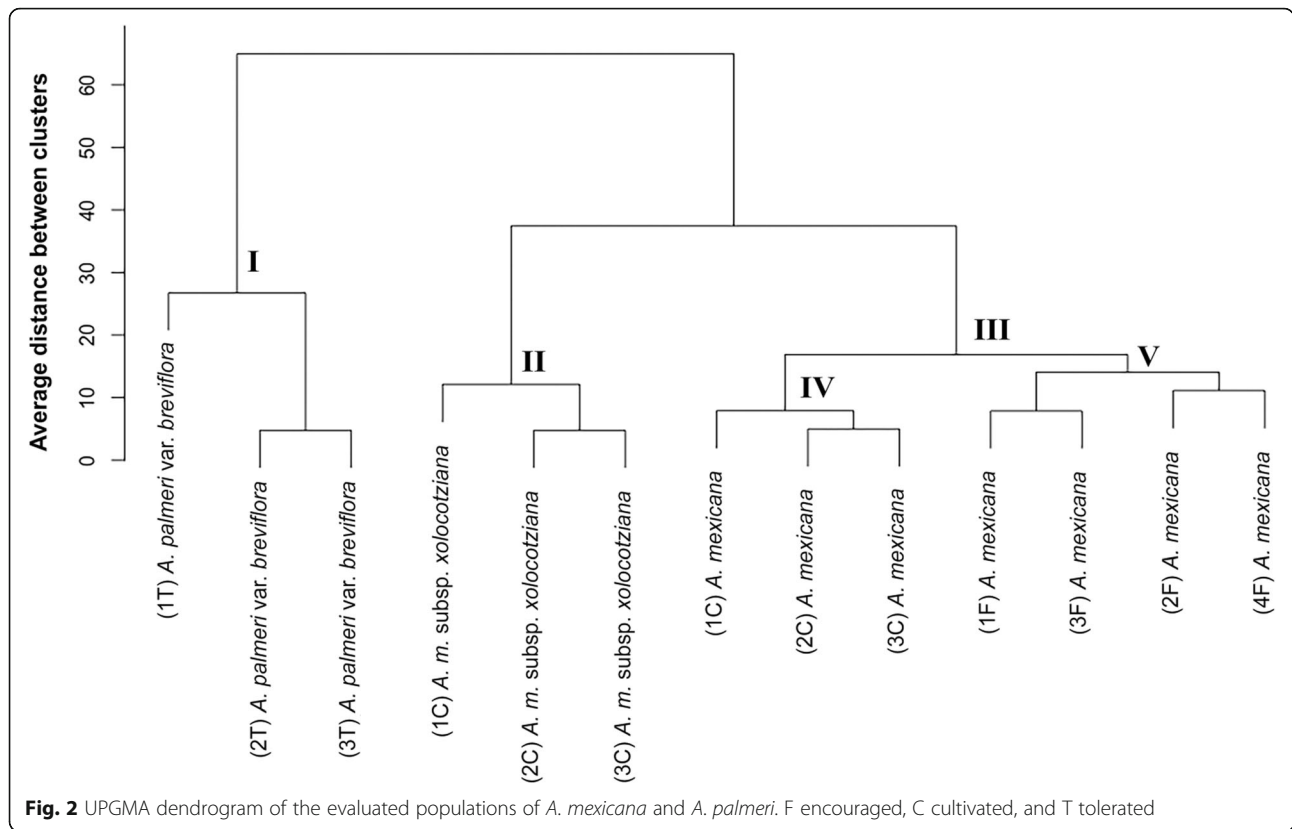 Average distance between clusters
60
50
40
30
20
10
0
I
II
III
IV
V
(1T) A. palmeri var. breviflora
(2T) A. palmeri var. breviflora
(3T) A. palmeri var. breviflora
(1C) A. m. subsp. xolocotziana
(2C) A. m. subsp. xolocotziana
(3C) A. m. subsp. xolocotziana
(1C) A. mexicana
(2C) A. mexicana
(3C) A. mexicana
(1F) A. mexicana
(3F) A. mexicana
(2F) A. mexicana
(4F) A. mexicana
Fig. 2 UPGMA dendrogram of the evaluated populations of A. mexicana and A. palmeri. F encouraged, C cultivated, and T tolerated